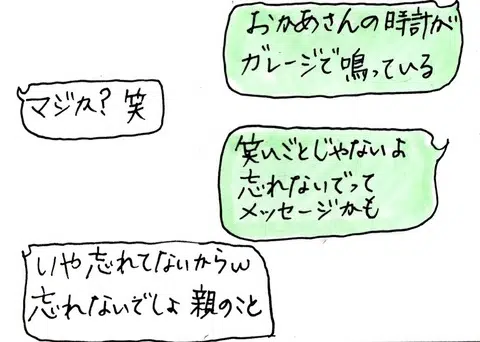 おかあさんの時計が
ガレージで鳴っている
マジか？笑
笑いごとじゃないよ
忘れないでって
メッセージかも
いや忘れてないからw
忘れないでしょ 親のこと